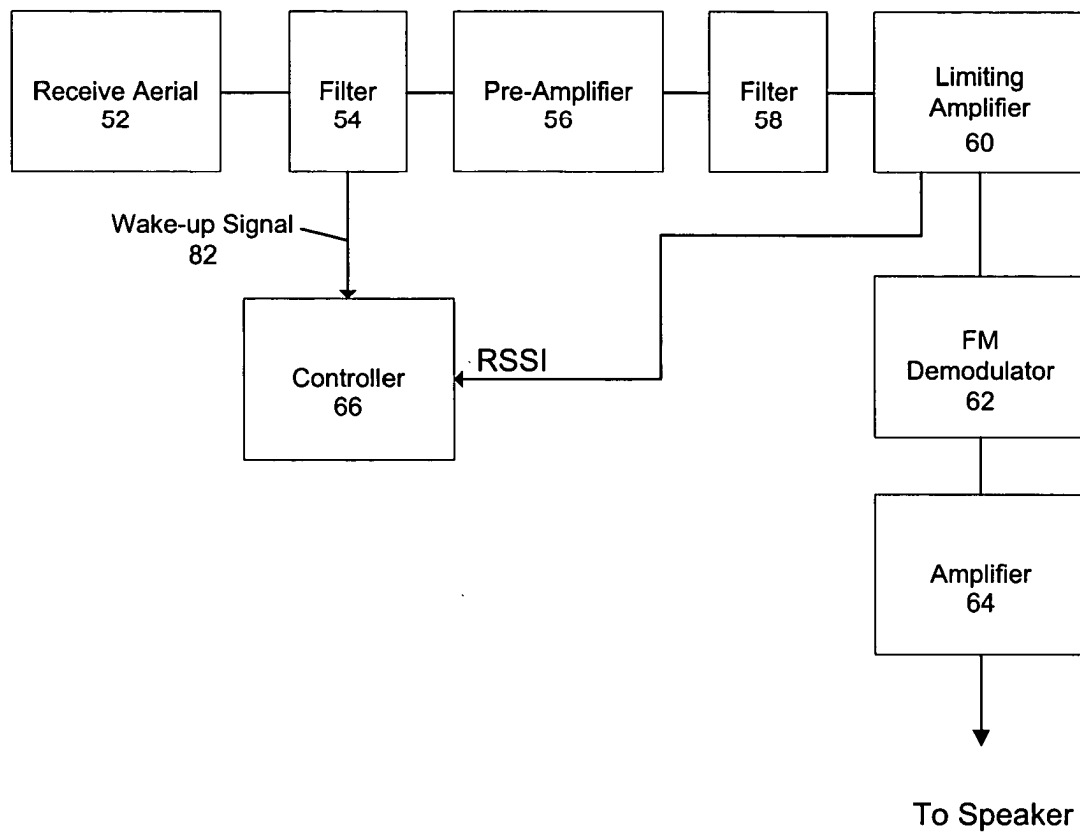 Receive Aerial
52
Filter
54
Pre-Amplifier
56
Filter
58
Limiting
Amplifier
60
Wake-up Signal
82
Controller
66
RSSI
FM
Demodulator
62
Amplifier
64
To Speaker